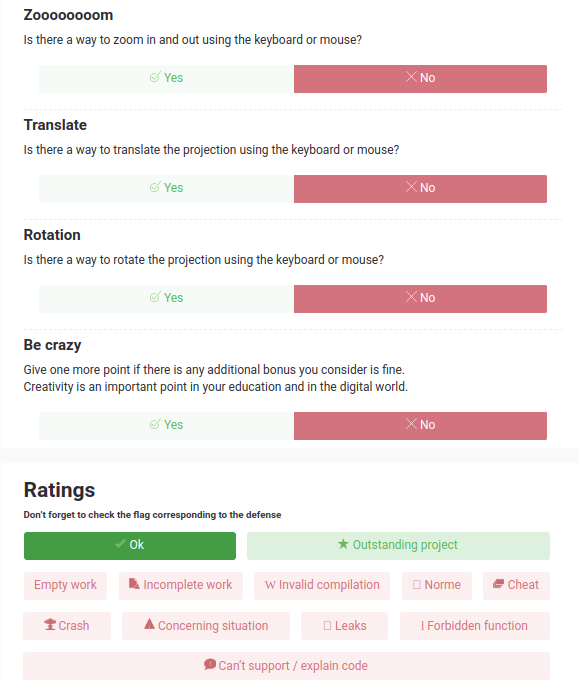 Zoooooooom
Is there a way to zoom in and out using the keyboard or mouse?
Yes No
Translate
Is there a way to translate the projection using the keyboard or mouse?
Yes No
Rotation
Is there a way to rotate the projection using the keyboard or mouse?
Yes No
Be crazy
Give one more point if there is any additional bonus you consider is fine.
Creativity is an important point in your education and in the digital world.
Yes No
Ratings
Don't forget to check the flag corresponding to the defense
Ok Outstanding project
Empty work Incomplete work Invalid compilation Norme Cheat
Crash Concerning situation Leaks Forbidden function
Can't support / explain code